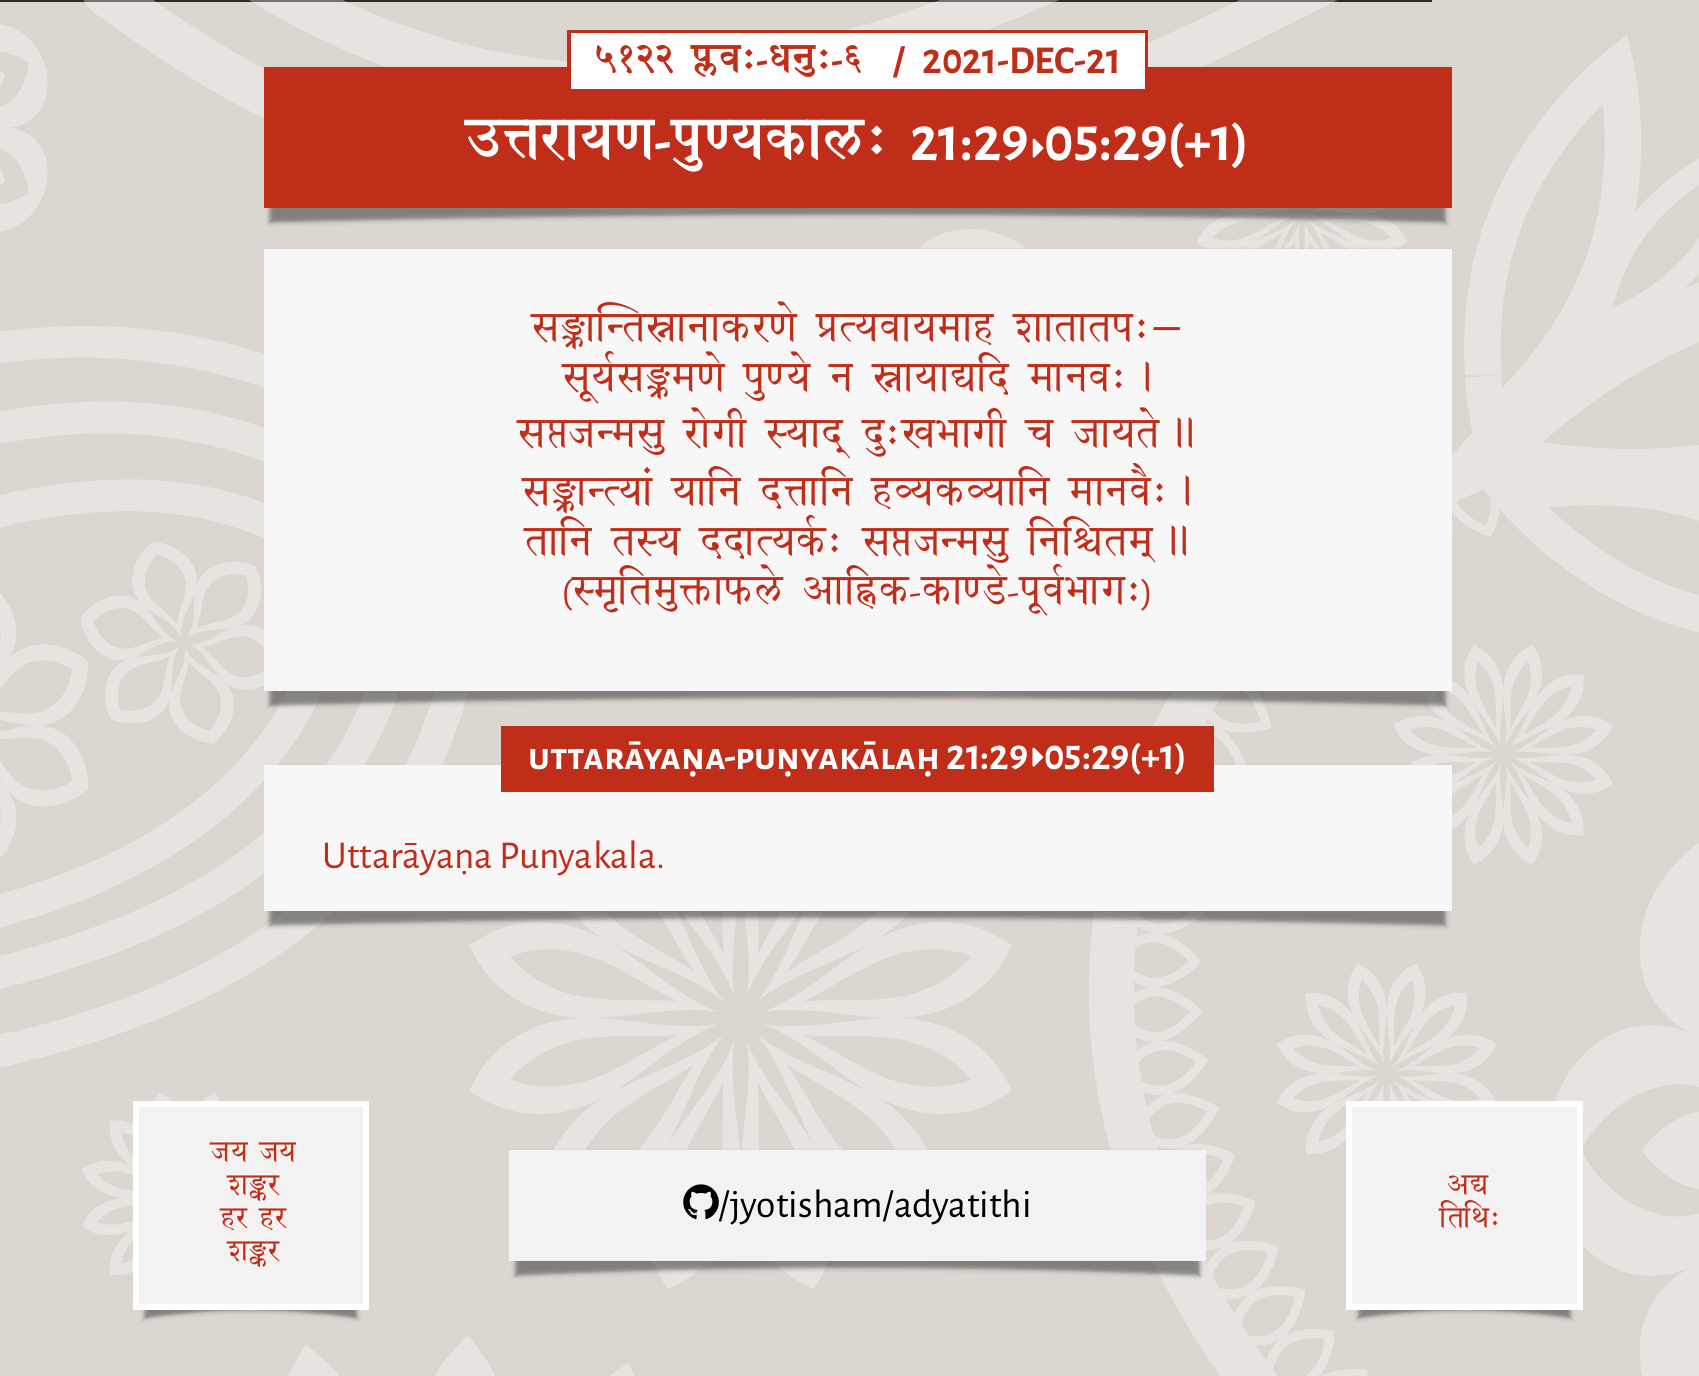 ५१२२ प्लवः-धनुः-६ / 2021-DEC-21
उत्तरायण-पुण्यकालः 21:29▸05:29(+1)
सङ्क्रान्तिस्नानाकरणे प्रत्यवायमाह शातातपः—
सूर्यसङ्क्रमणे पुण्ये न स्नायाद्यदि मानवः ।
सप्तजन्मसु रोगी स्याद् दुःखभागी च जायते ॥
सङ्क्रान्त्यां यानि दत्तानि हव्यकव्यानि मानवैः ।
तानि तस्य ददात्यर्कः सप्तजन्मसु निश्चितम् ॥
(स्मृतिमुक्ताफले आह्निक-काण्डे-पूर्वभागः)
UTTARĀYAṆA-PUṆYAKĀLAḤ 21:29▸05:29(+1)
Uttarāyaṇa Punyakala.
जय जय
शङ्कर
हर हर
शङ्कर
/jyotisham/adyatithi
अद्य
तिथिः